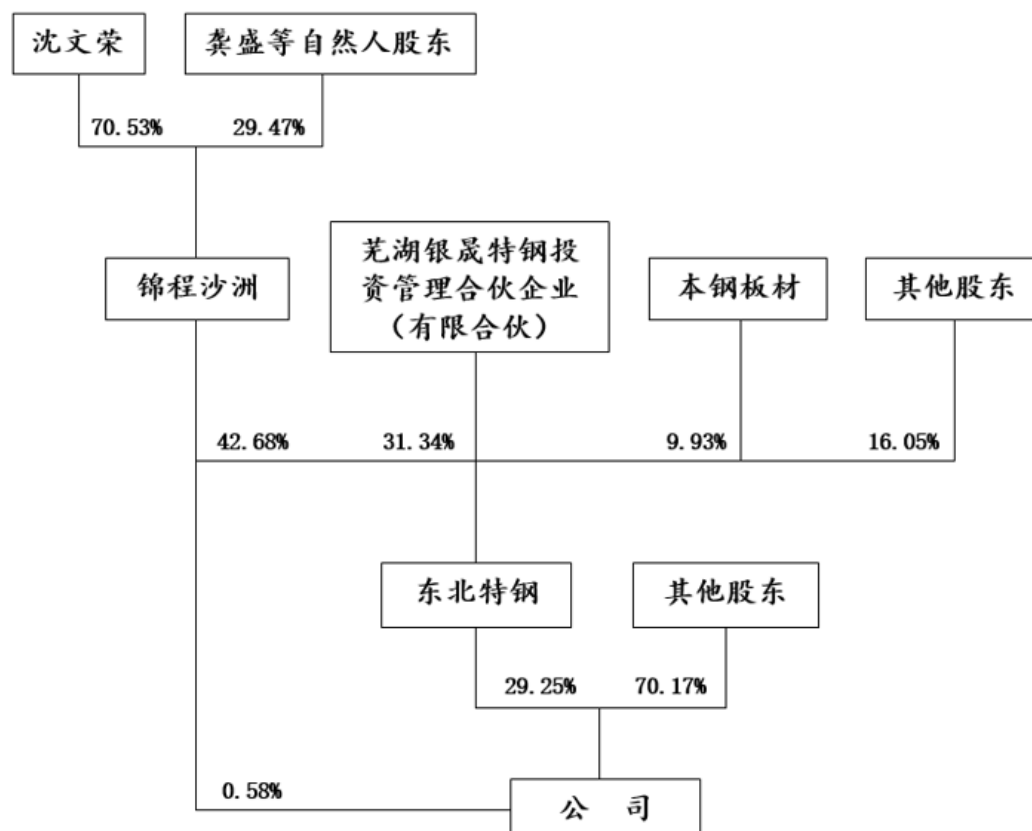 沈文荣
龚盛等自然人股东
70.53%
29.47%
锦程沙洲
芜湖银晟特钢投
资管理合伙企业
（有限合伙）
本钢板材
其他股东
42.68%
31.34%
9.93%
16.05%
东北特钢
其他股东
29.25%
70.17%
0.58%
公 司